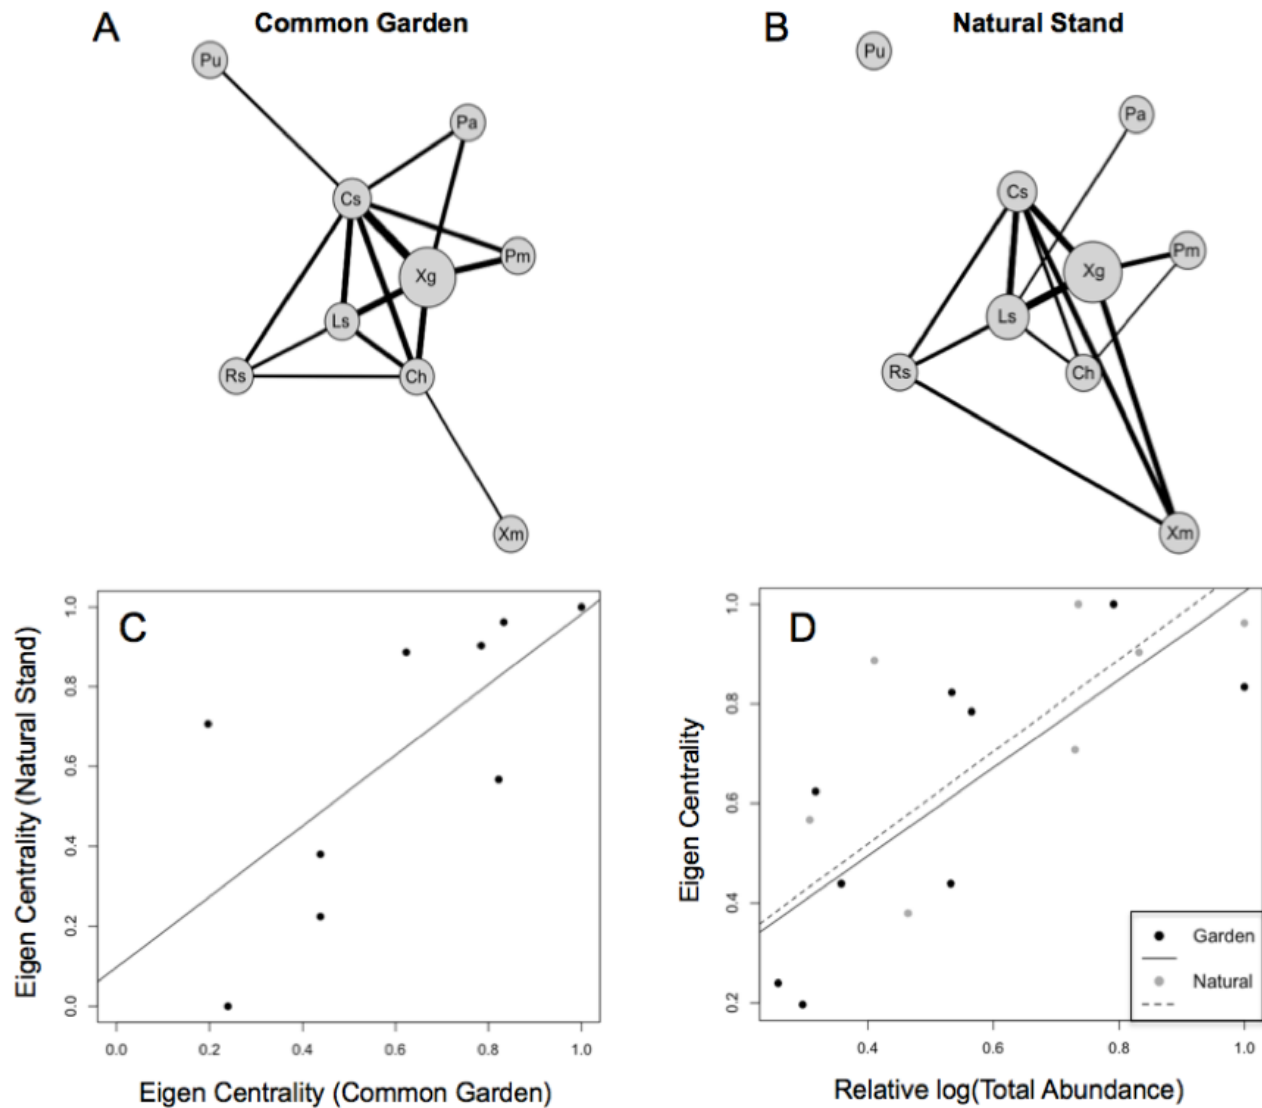 A
Common Garden
Pu
Pa
Cs
Pm
Xg
Ls
Rs
Ch
Xm
B
Natural Stand
Pu
Pa
Cs
Pm
Xg
Ls
Rs
Ch
Xm
C
Eigen Centrality (Natural Stand)
1.0
0.8
0.6
0.4
0.2
0.0
0.0
0.2
0.4
0.6
0.8
1.0
Eigen Centrality (Common Garden)
D
Eigen Centrality
1.0
0.8
0.6
0.4
0.2
0.4
0.6
0.8
1.0
Relative log(Total Abundance)
Garden
Natural